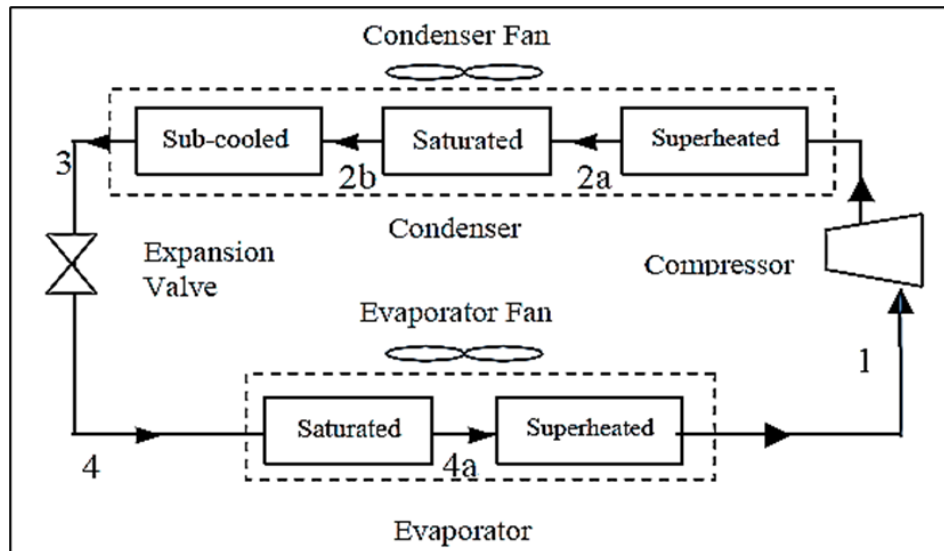 Condenser Fan
Sub-cooled
Saturated
Superheated
3
2b
2a
Condenser
Expansion
Valve
Compressor
Evaporator Fan
1
Saturated
Superheated
4
4a
Evaporator